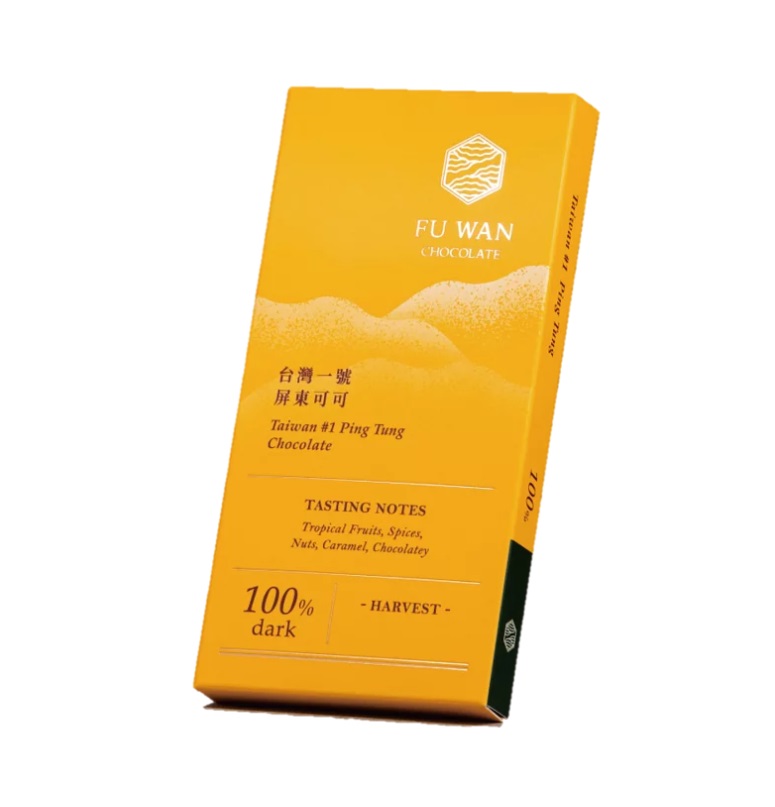 FU WAN
CHOCOLATE
台灣一號
屏東可可
Taiwan #1 Ping Tung
Chocolate
TASTING NOTES
Tropical Fruits, Spices,
Nuts, Caramel, Chocolatey
100% dark
- HARVEST -
Taiwan #1 Ping Tung
100%